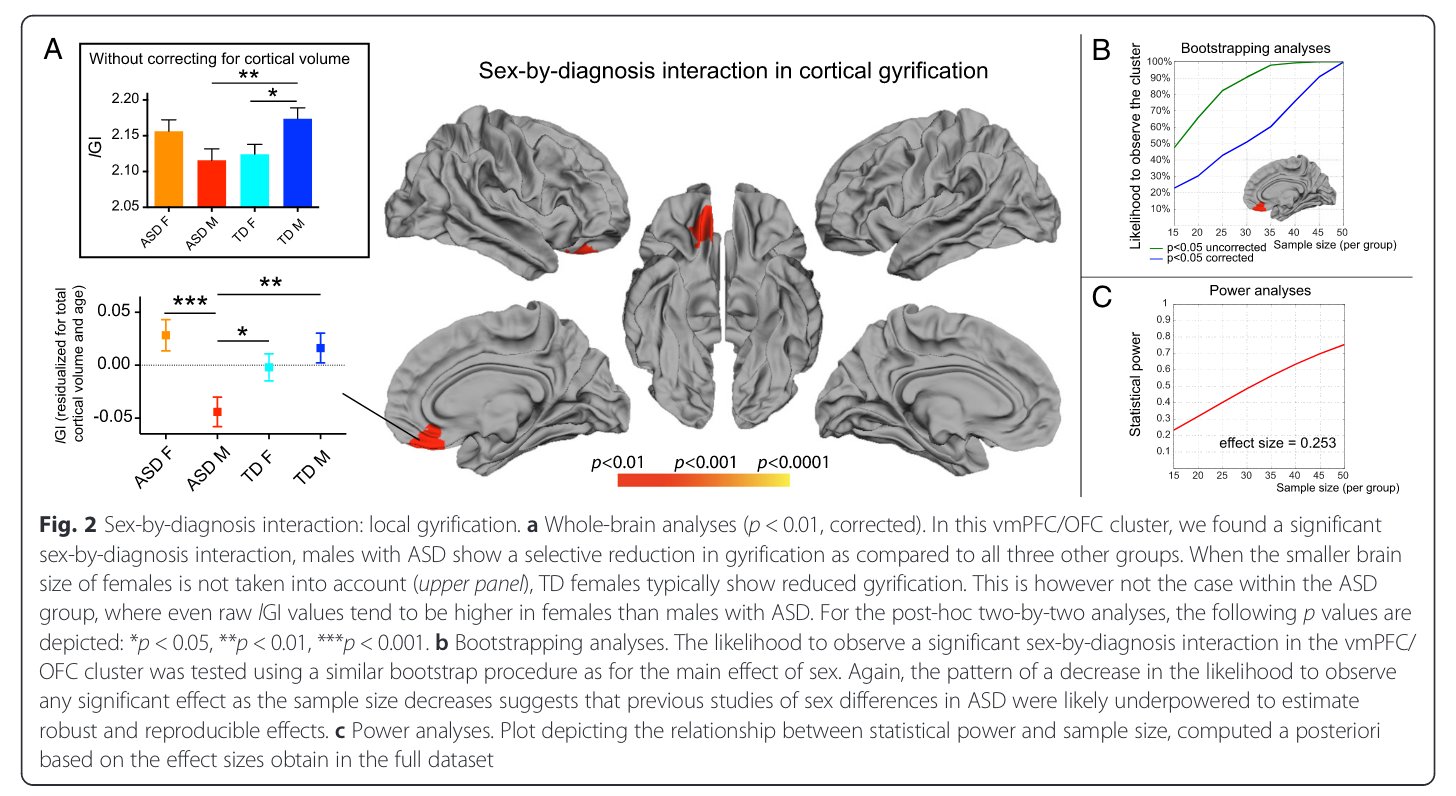 A
Without correcting for cortical volume
**
*
2.20
2.15
2.10
2.05
lGI
ASD F
ASD M
TD F
TD M
lGI (residualized for total
cortical volume and age)
0.05
0.00
-0.05
***
**
*
ASD F
ASD M
TD F
TD M
Sex-by-diagnosis interaction in cortical gyrification
p<0.01
p<0.001
p<0.0001
B
Bootstrapping analyses
Likelihood to observe the cluster
100%
90%
80%
70%
60%
50%
40%
30%
20%
10%
15 20 25 30 35 40 45 50
Sample size (per group)
p<0.05 uncorrected
p<0.05 corrected
C
Power analyses
Statistical power
1
0.9
0.8
0.7
0.6
0.5
0.4
0.3
0.2
0.1
effect size = 0.253
15 20 25 30 35 40 45 50
Sample size (per group)
Fig. 2 Sex-by-diagnosis interaction: local gyrification. a Whole-brain analyses (p < 0.01, corrected). In this vmPFC/OFC cluster, we found a significant
sex-by-diagnosis interaction, males with ASD show a selective reduction in gyrification as compared to all three other groups. When the smaller brain
size of females is not taken into account (upper panel), TD females typically show reduced gyrification. This is however not the case within the ASD
group, where even raw lGI values tend to be higher in females than males with ASD. For the post-hoc two-by-two analyses, the following p values are
depicted: *p < 0.05, **p < 0.01, ***p < 0.001. b Bootstrapping analyses. The likelihood to observe a significant sex-by-diagnosis interaction in the vmPFC/
OFC cluster was tested using a similar bootstrap procedure as for the main effect of sex. Again, the pattern of a decrease in the likelihood to observe
any significant effect as the sample size decreases suggests that previous studies of sex differences in ASD were likely underpowered to estimate
robust and reproducible effects. c Power analyses. Plot depicting the relationship between statistical power and sample size, computed a posteriori
based on the effect sizes obtain in the full dataset